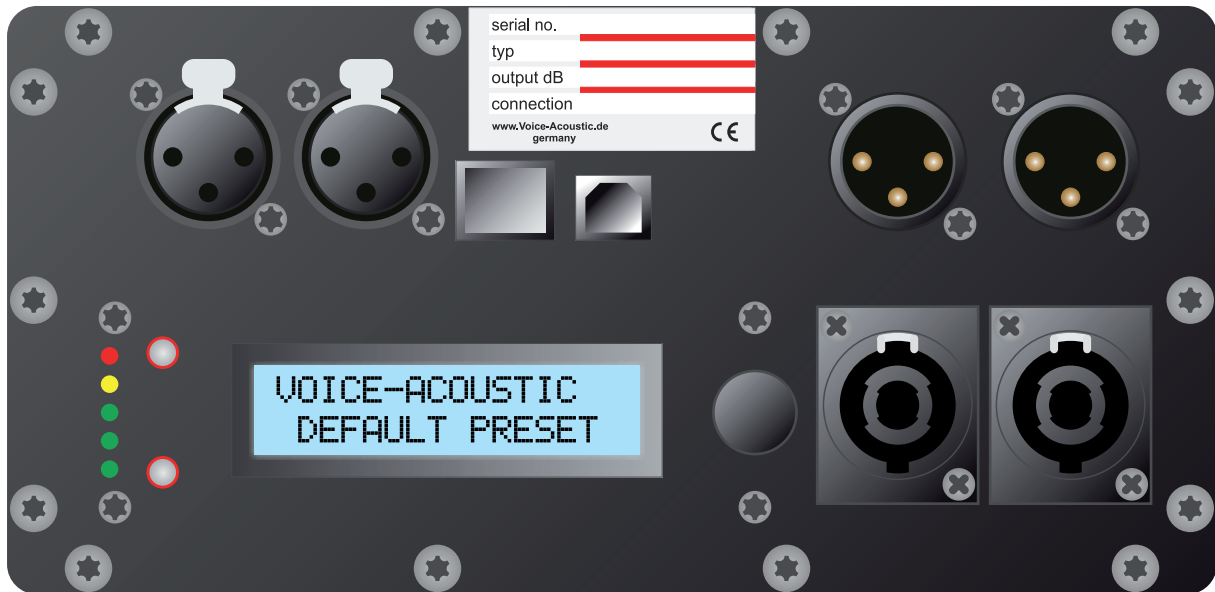 serial no.
typ
output dB
connection
www.Voice-Acoustic.de
germany
CE
VOICE-ACOUSTIC
DEFAULT PRESET